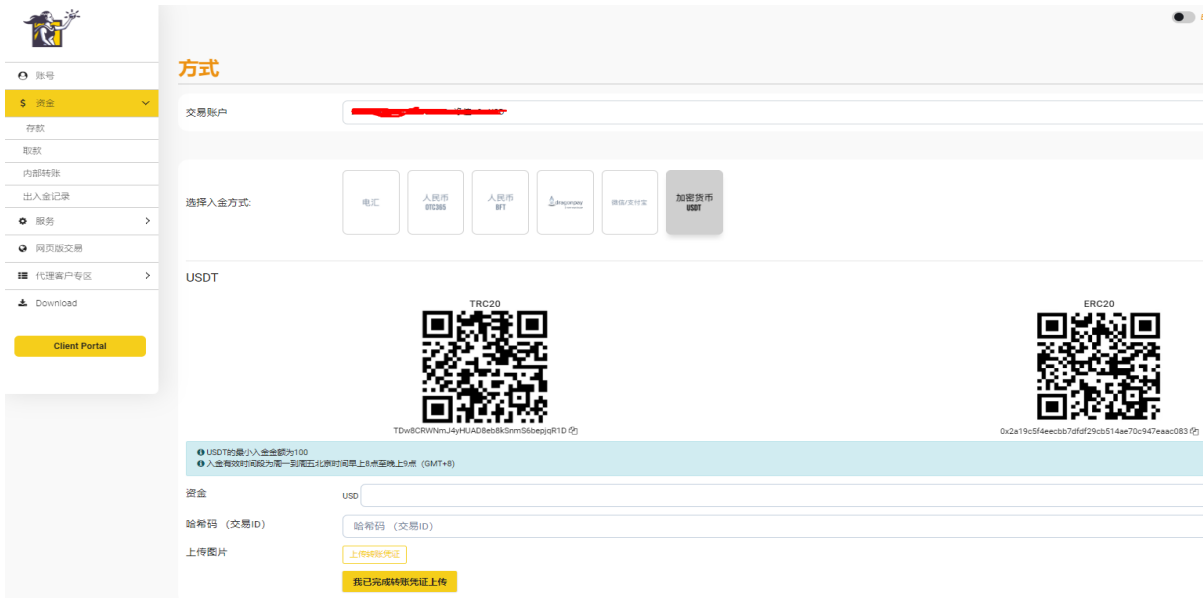 账号
$ 资金
存款
取款
内部转账
出入金记录
服务
网页版交易
代理客户专区
Download
Client Portal
方式
交易账户
选择入金方式:
电汇
人民币
OTC365
人民币
BFT
dragonpay
微信/支付宝
加密货币
USDT
USDT
TRC20
TDw8CRWNmJ4yHUAD8eb8kSnmS6bepjqR1D
ERC20
0x2a19c5f4eecbb7dfdf29cb514ae70c947eaac083
USDT的最小入金金额为100
入金有效时间段为周一到周五北京时间早上8点至晚上9点 (GMT+8)
资金
USD
哈希码 (交易ID)
哈希码 (交易ID)
上传图片
上传转账凭证
我已完成转账凭证上传